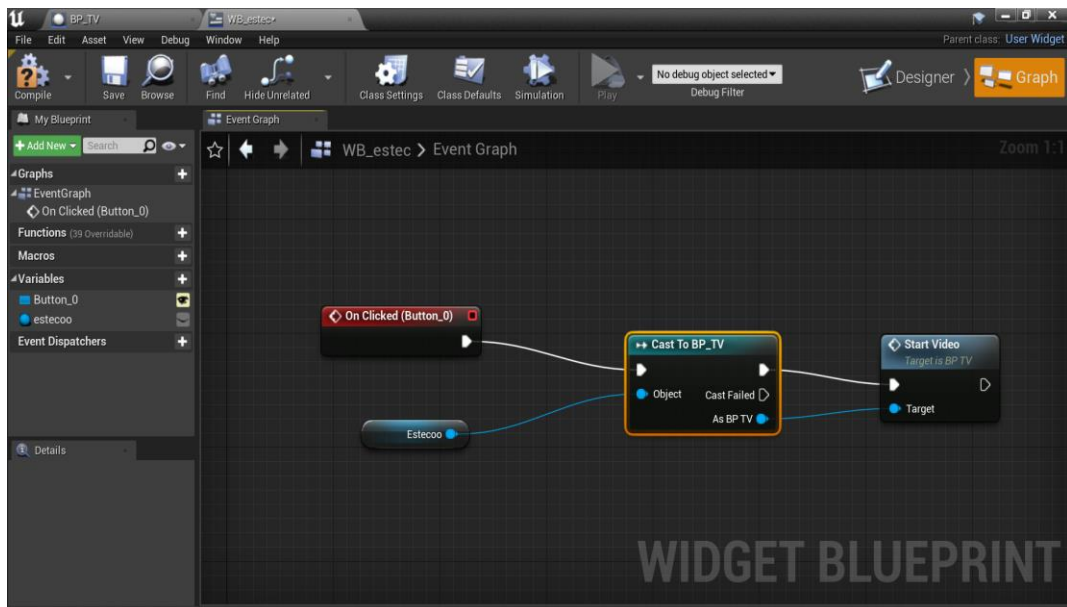 BP_TV
WB_estec*
File Edit Asset View Debug Window Help
Parent class: User Widget
Compile
Save
Browse
Find
Hide Unrelated
Class Settings
Class Defaults
Simulation
Play
No debug object selected
Debug Filter
Designer
Graph
My Blueprint
Event Graph
+ Add New
Search
WB_estec > Event Graph
Zoom 1:1
Graphs
EventGraph
On Clicked (Button_0)
Functions (39 Overridable)
Macros
Variables
Button_0
estecoo
Event Dispatchers
Details
On Clicked (Button_0)
Estecoo
Cast To BP_TV
Object
Cast Failed
As BP TV
Start Video
Target is BP TV
Target
WIDGET BLUEPRINT